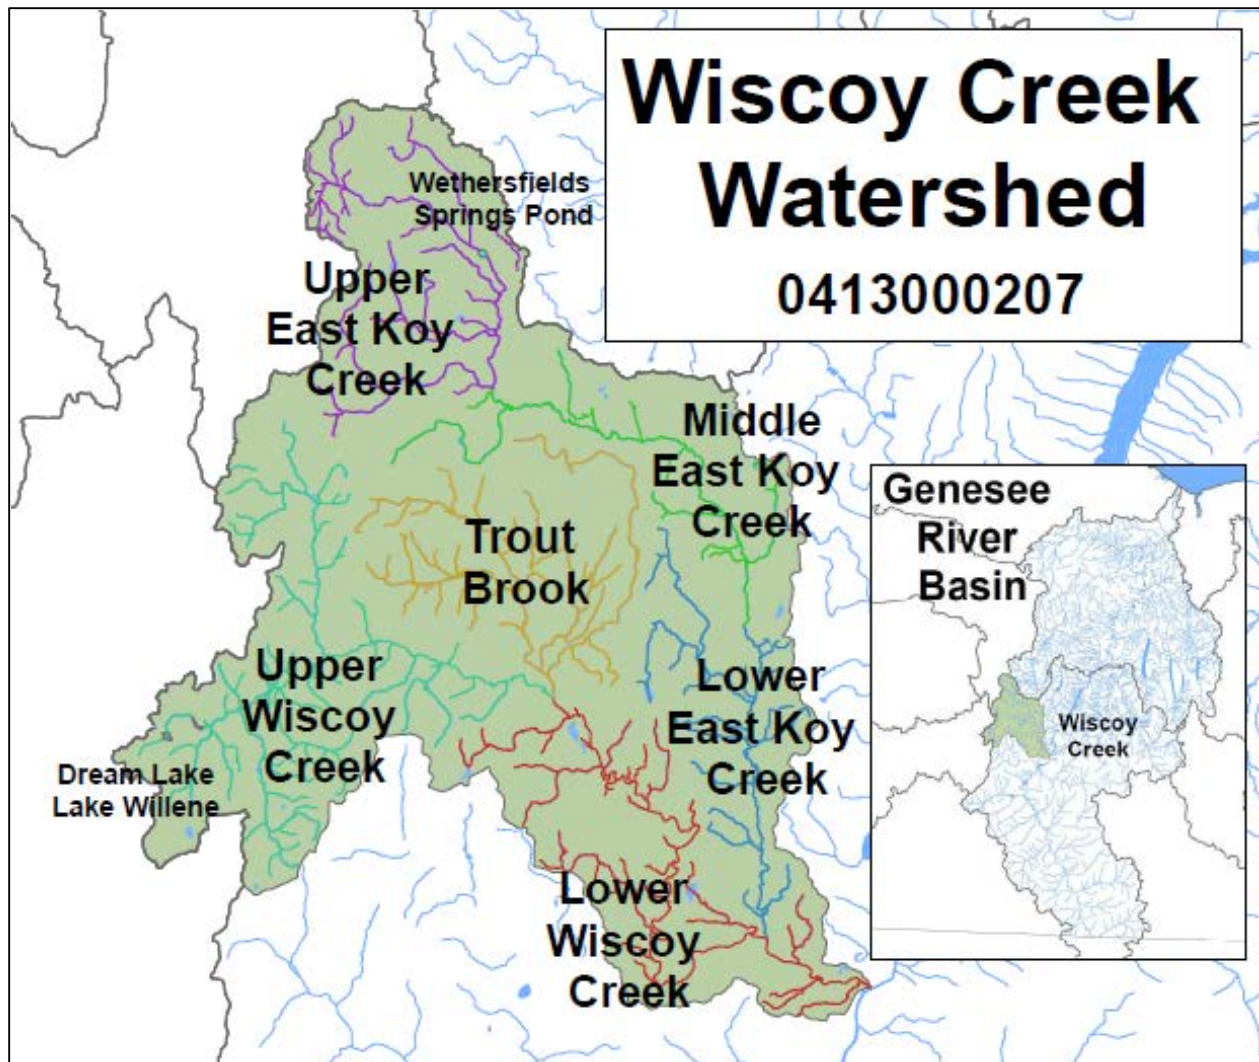 Wiscoy Creek
Watershed
0413000207
Wethersfields
Springs Pond
Upper
East Koy
Creek
Middle
East Koy
Creek
Trout
Brook
Upper
Wiscoy
Creek
Lower
East Koy
Creek
Dream Lake
Lake Willene
Lower
Wiscoy
Creek
Genesee
River
Basin
Wiscoy
Creek